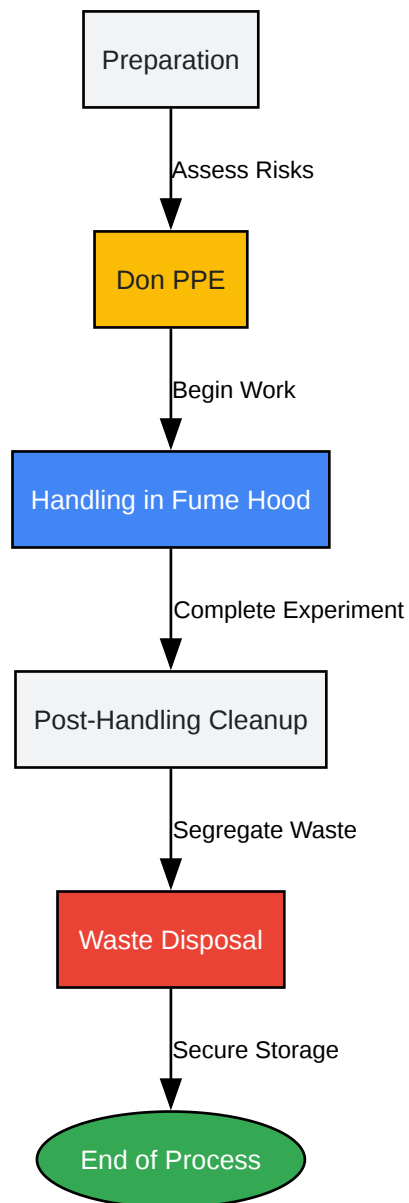 Preparation
Assess Risks
Don PPE
Begin Work
Handling in Fume Hood
Complete Experiment
Post-Handling Cleanup
Segregate Waste
Waste Disposal
Secure Storage
End of Process